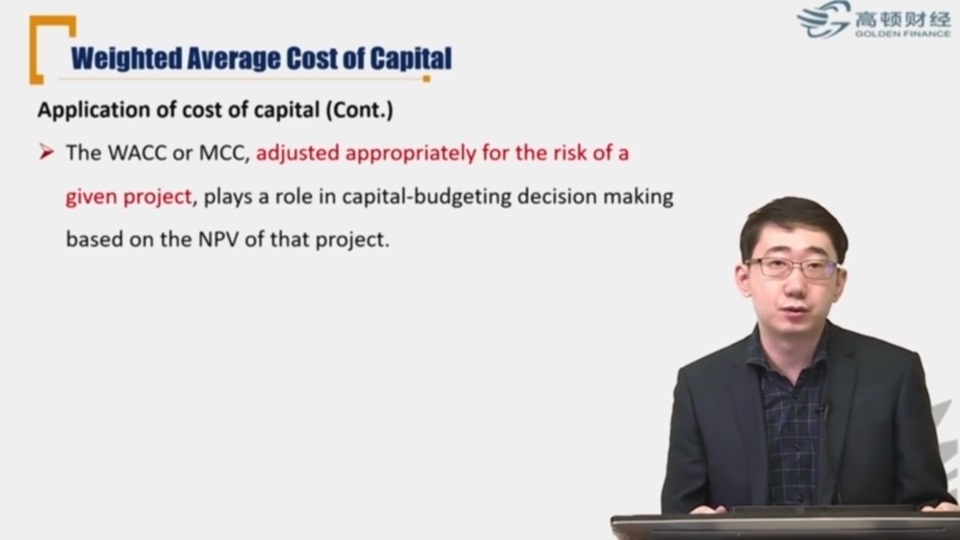 高顿财经
GOLDEN FINANCE
Weighted Average Cost of Capital
Application of cost of capital (Cont.)
The WACC or MCC, adjusted appropriately for the risk of a
given project, plays a role in capital-budgeting decision making
based on the NPV of that project.